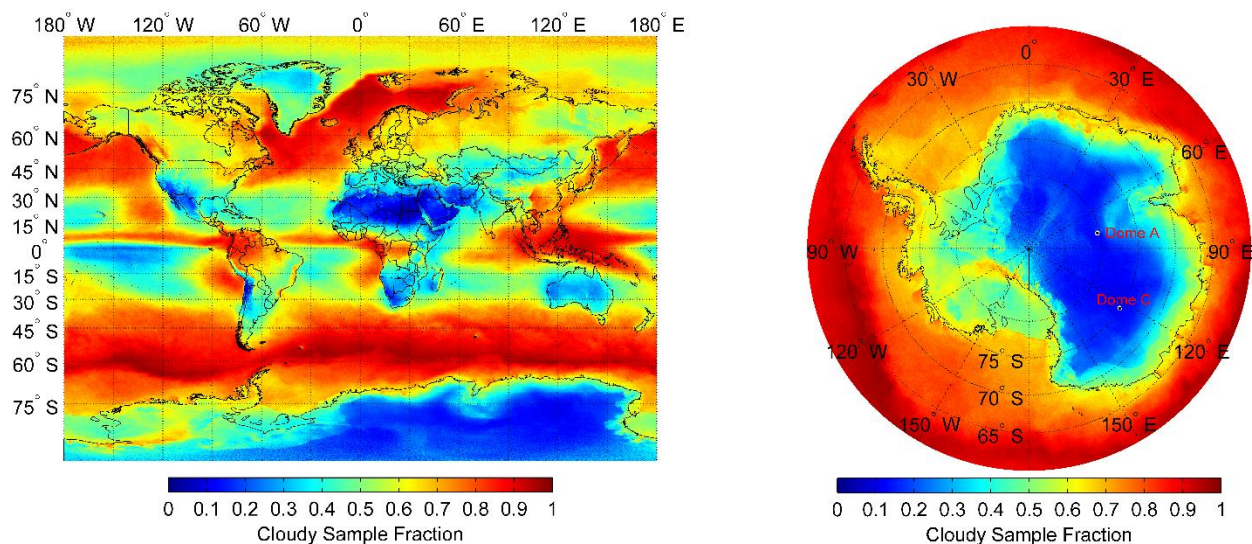 180° W 120° W 60° W 0° 60° E 120° E 180° E
75° N
60° N
45° N
30° N
15° N
0°
15° S
30° S
45° S
60° S
75° S
0 0.1 0.2 0.3 0.4 0.5 0.6 0.7 0.8 0.9 1
Cloudy Sample Fraction
0°
30° W 30° E
60° E
Dome A
90° W 90° E
Dome C
120° W 120° E
75° S
70° S
150° W 150° E
65° S
0 0.1 0.2 0.3 0.4 0.5 0.6 0.7 0.8 0.9 1
Cloudy Sample Fraction